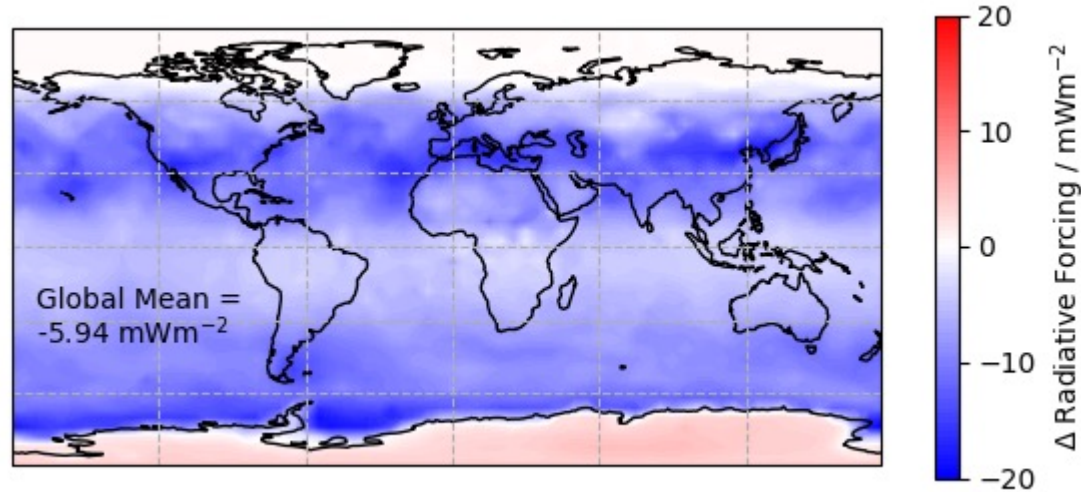 Global Mean =
-5.94 mWm⁻²
20
10
0
−10
−20
Δ Radiative Forcing / mWm⁻²